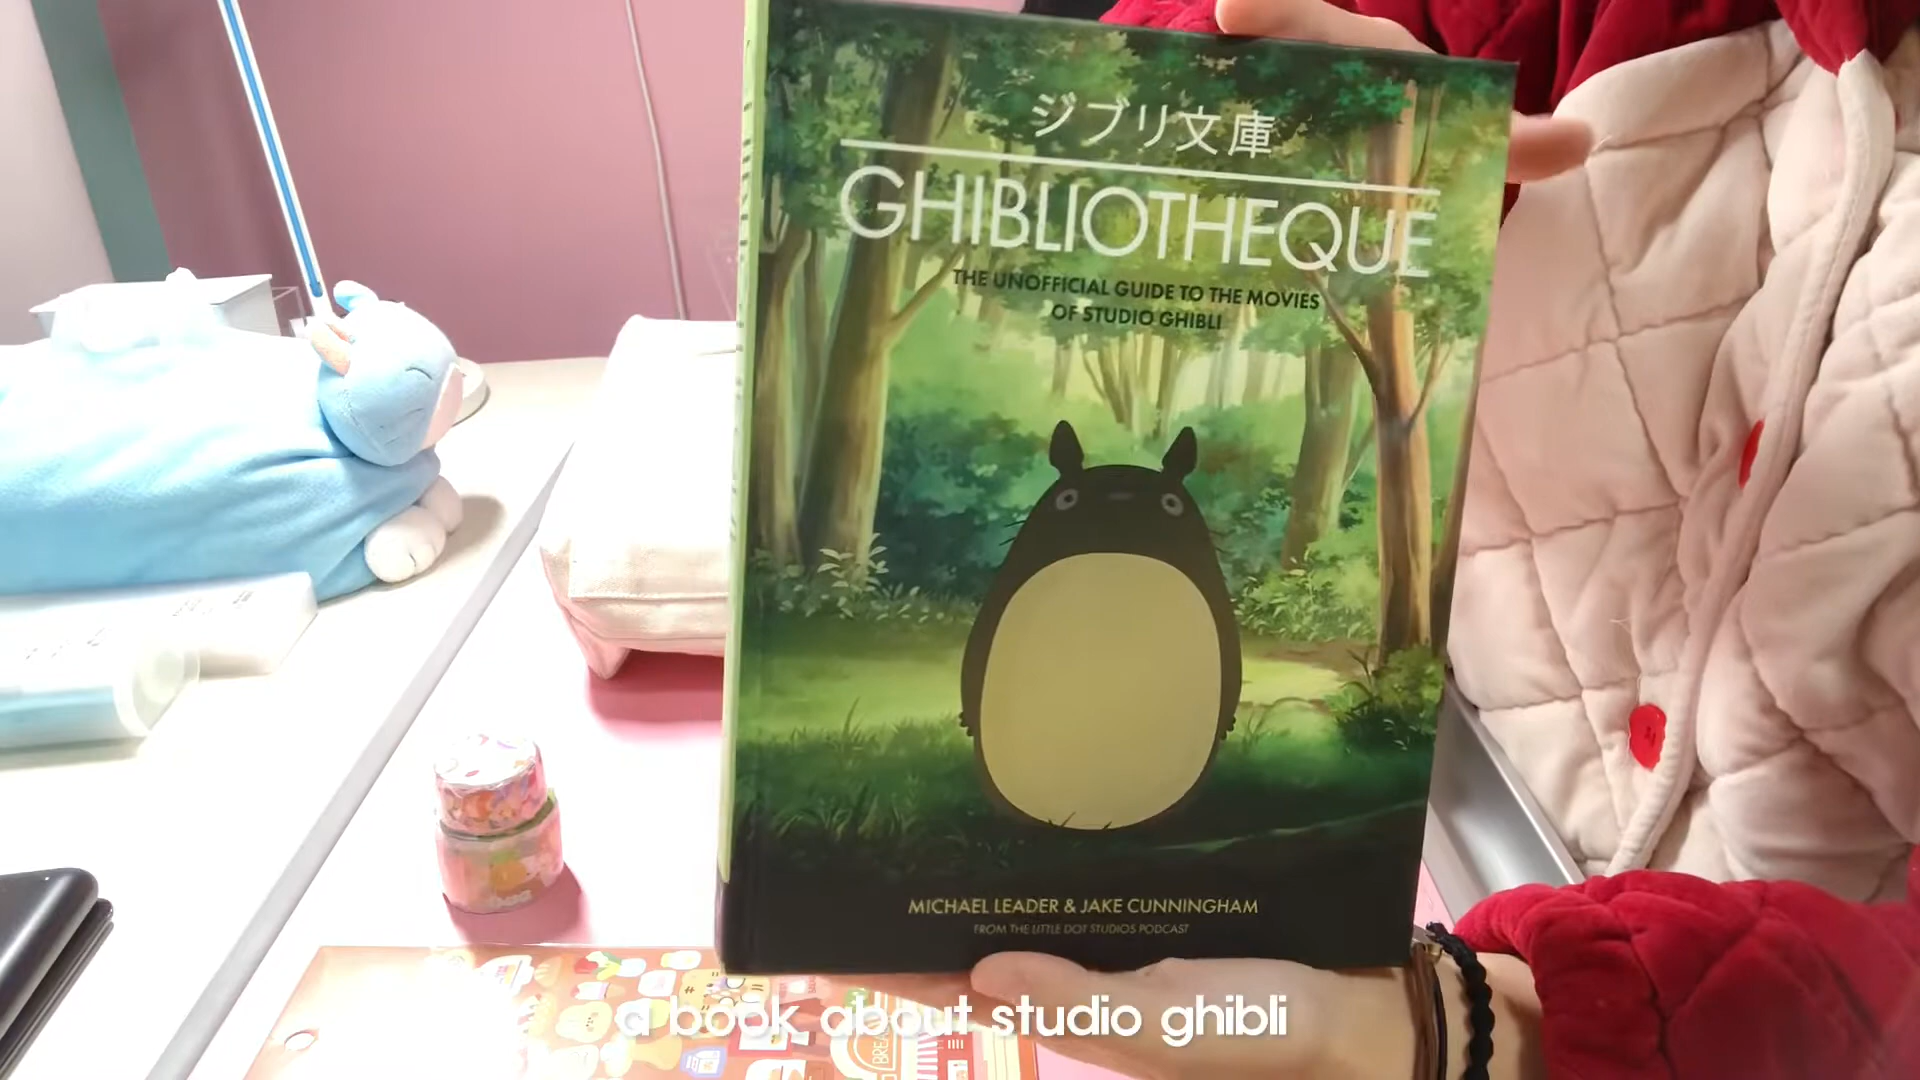 ジブリ文庫
GHIBLIOTHEQUE
THE UNOFFICIAL GUIDE TO THE MOVIES
OF STUDIO GHIBLI
MICHAEL LEADER & JAKE CUNNINGHAM
FROM THE LITTLE DOT STUDIOS PODCAST
a book about studio ghibli